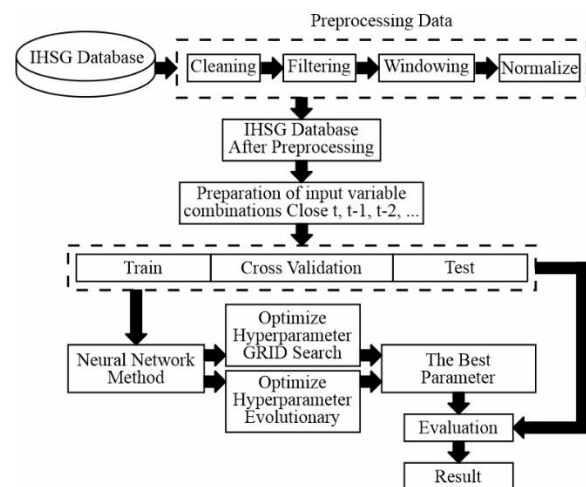 Preprocessing Data
IHSG Database
Cleaning
Filtering
Windowing
Normalize
IHSG Database
After Preprocessing
Preparation of input variable
combinations Close t, t-1, t-2, ...
Train
Cross Validation
Test
Neural Network
Method
Optimize
Hyperparameter
GRID Search
Optimize
Hyperparameter
Evolutionary
The Best
Parameter
Evaluation
Result